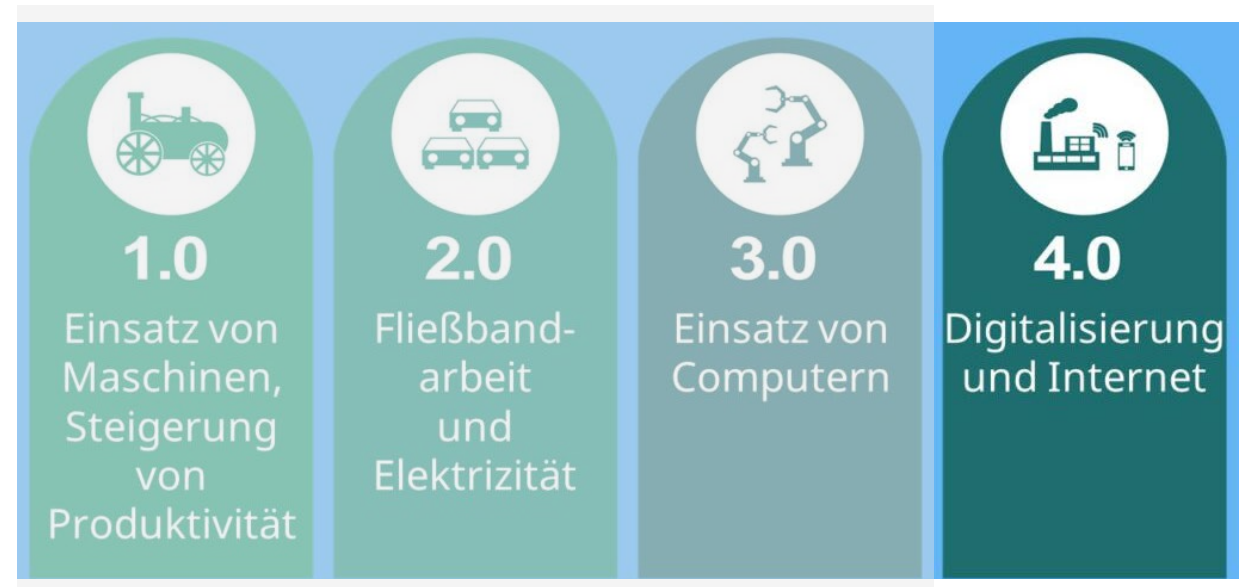 1.0
Einsatz von
Maschinen,
Steigerung
von
Produktivität
2.0
Fließband-
arbeit
und
Elektrizität
3.0
Einsatz von
Computern
4.0
Digitalisierung
und Internet